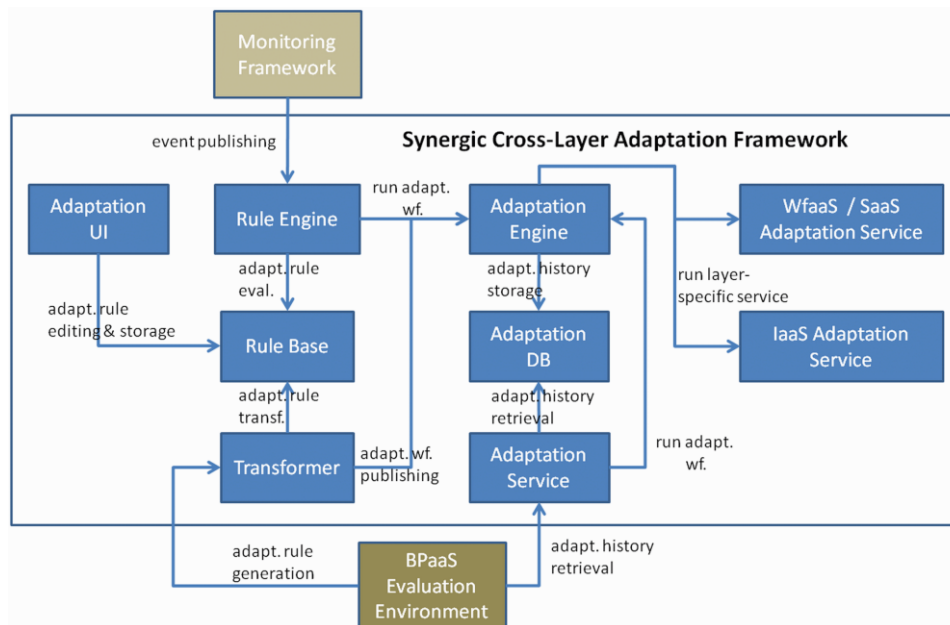 Monitoring
Framework
event publishing
Synergic Cross-Layer Adaptation Framework
Adaptation
UI
Rule Engine
run adapt.
wf.
Adaptation
Engine
WfaaS / SaaS
Adaptation Service
adapt. rule
eval.
adapt. history
storage
run layer-
specific service
adapt. rule
editing & storage
Rule Base
Adaptation
DB
IaaS Adaptation
Service
adapt. rule
transf.
adapt. history
retrieval
Transformer
adapt. wf.
publishing
Adaptation
Service
run adapt.
wf.
adapt. rule
generation
BPaaS
Evaluation
Environment
adapt. history
retrieval